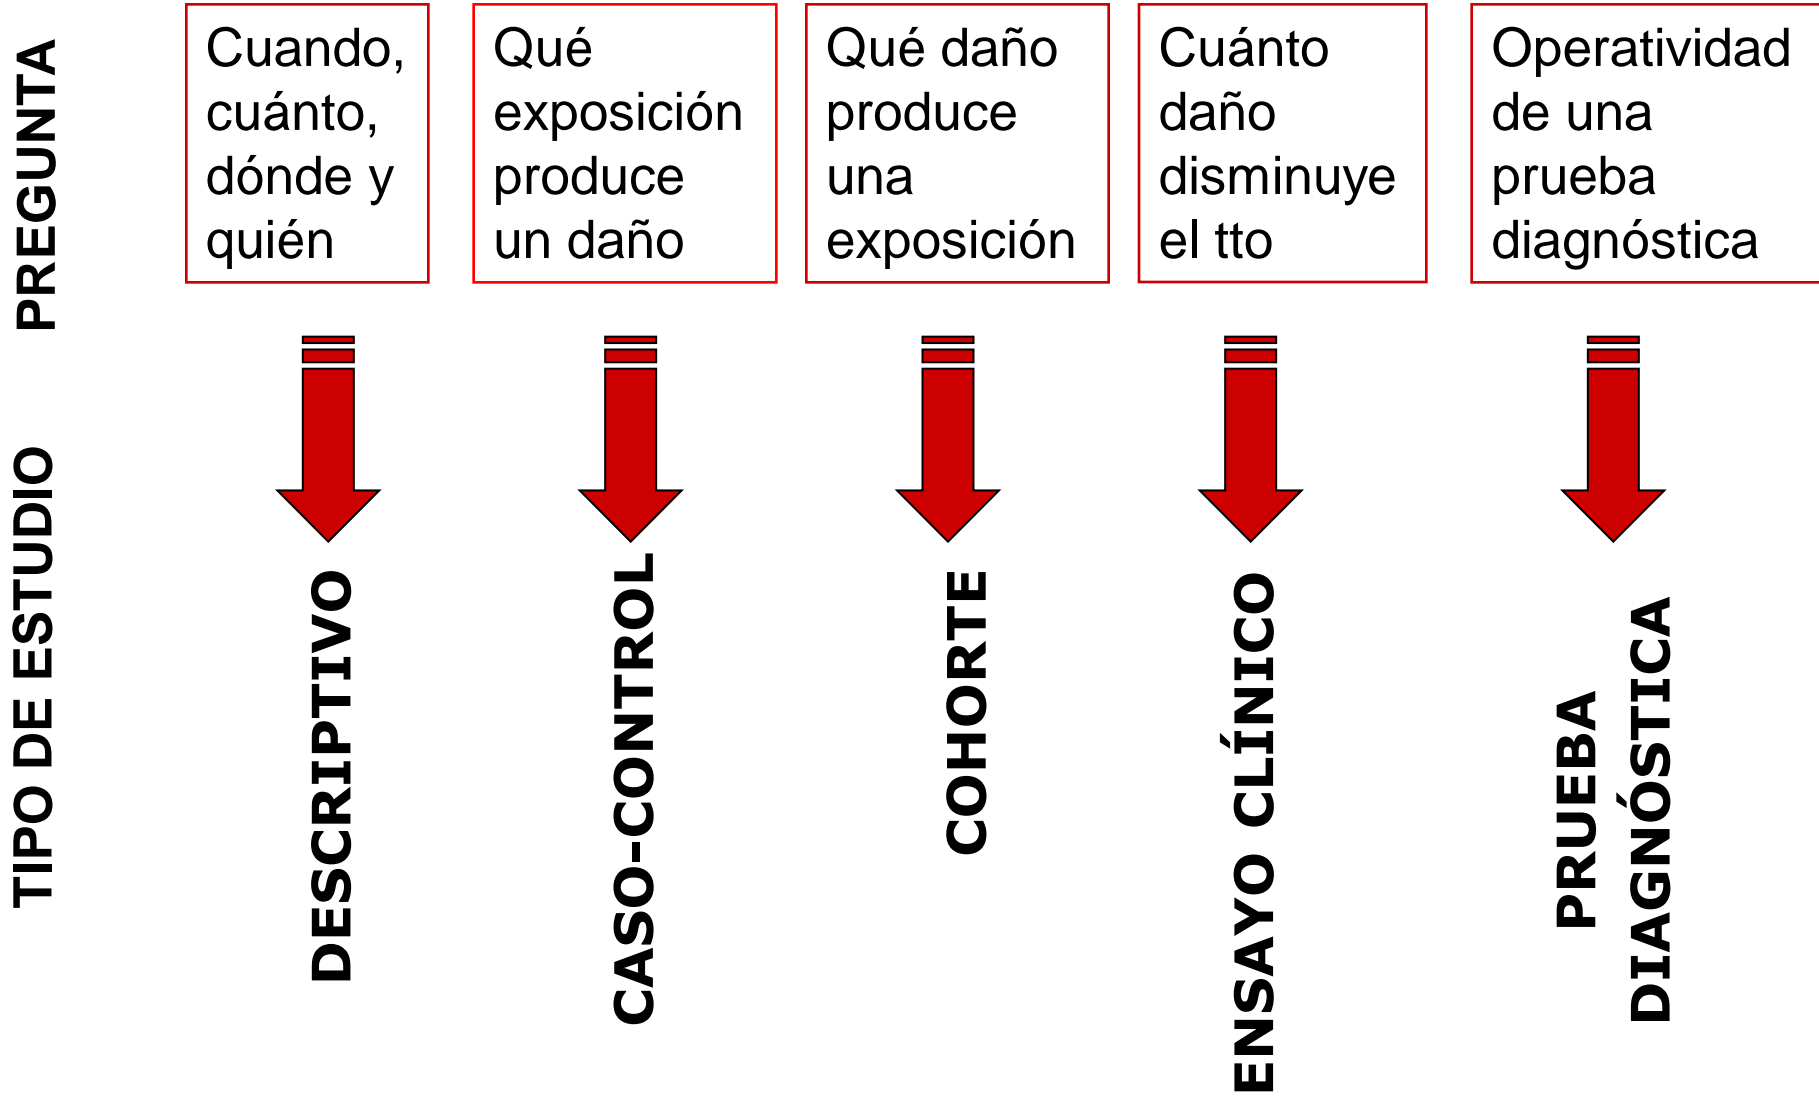 PREGUNTA
Cuando,
cuánto,
dónde y
quién
Qué
exposición
produce
un daño
Qué daño
produce
una
exposición
Cuánto
daño
disminuye
el tto
Operatividad
de una
prueba
diagnóstica
TIPO DE ESTUDIO
DESCRIPTIVO
CASO-CONTROL
COHORTE
ENSAYO CLÍNICO
PRUEBA
DIAGNÓSTICA